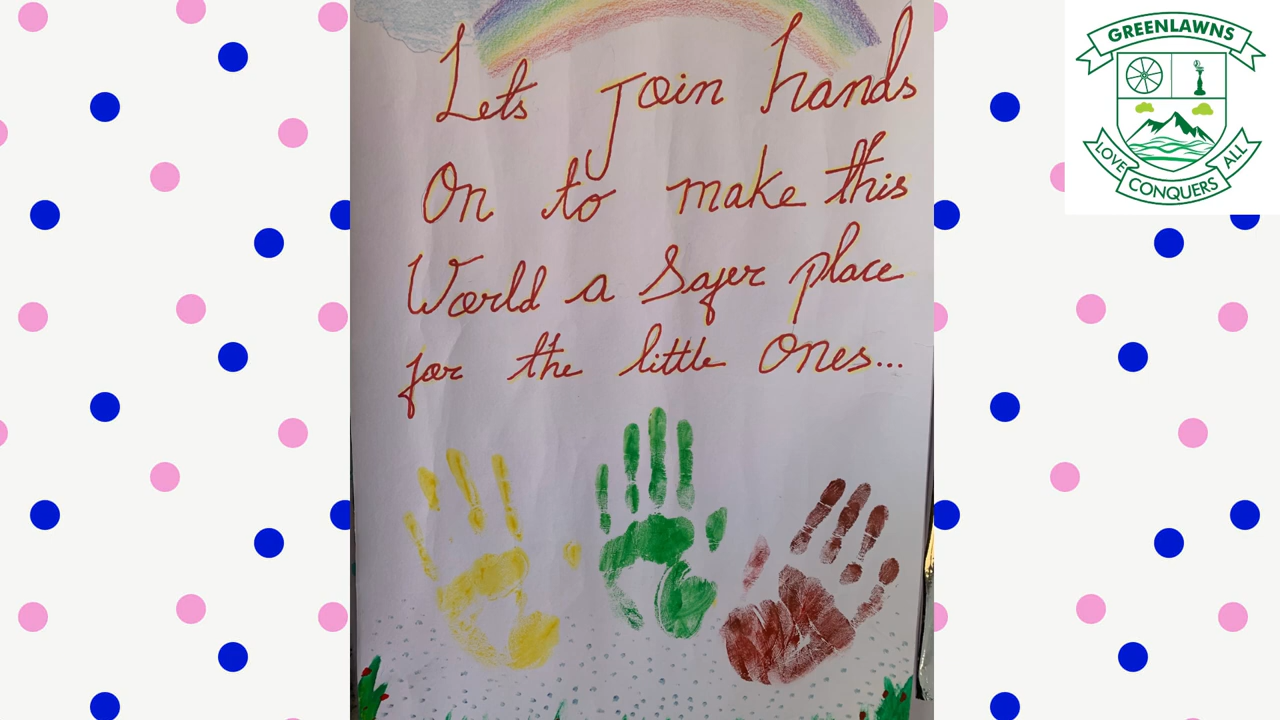 Lets Join hands
On to make this
World a Safer place
for the little Ones...
GREENLAWNS
LOVE CONQUERS ALL